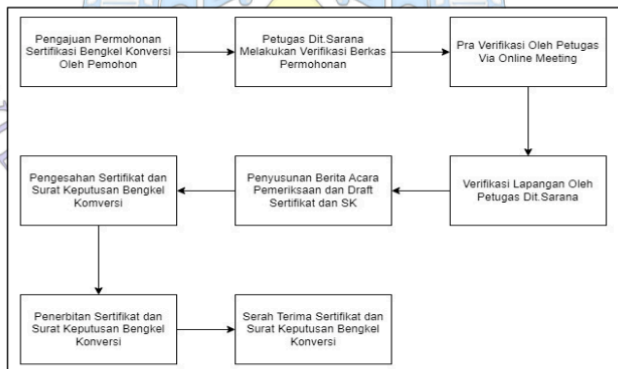 Pengajuan Permohonan
Sertifikasi Bengkel Konversi
Oleh Pemohon
Petugas Dit.Sarana
Melakukan Verifikasi Berkas
Permohonan
Pra Verifikasi Oleh Petugas
Via Online Meeting
Verifikasi Lapangan Oleh
Petugas Dit.Sarana
Penyusunan Berita Acara
Pemeriksaan dan Draft
Sertifikat dan SK
Pengesahan Sertifikat dan
Surat Keputusan Bengkel
Komversi
Penerbitan Sertifikat dan
Surat Keputusan Bengkel
Konversi
Serah Terima Sertifikat dan
Surat Keputusan Bengkel
Konversi